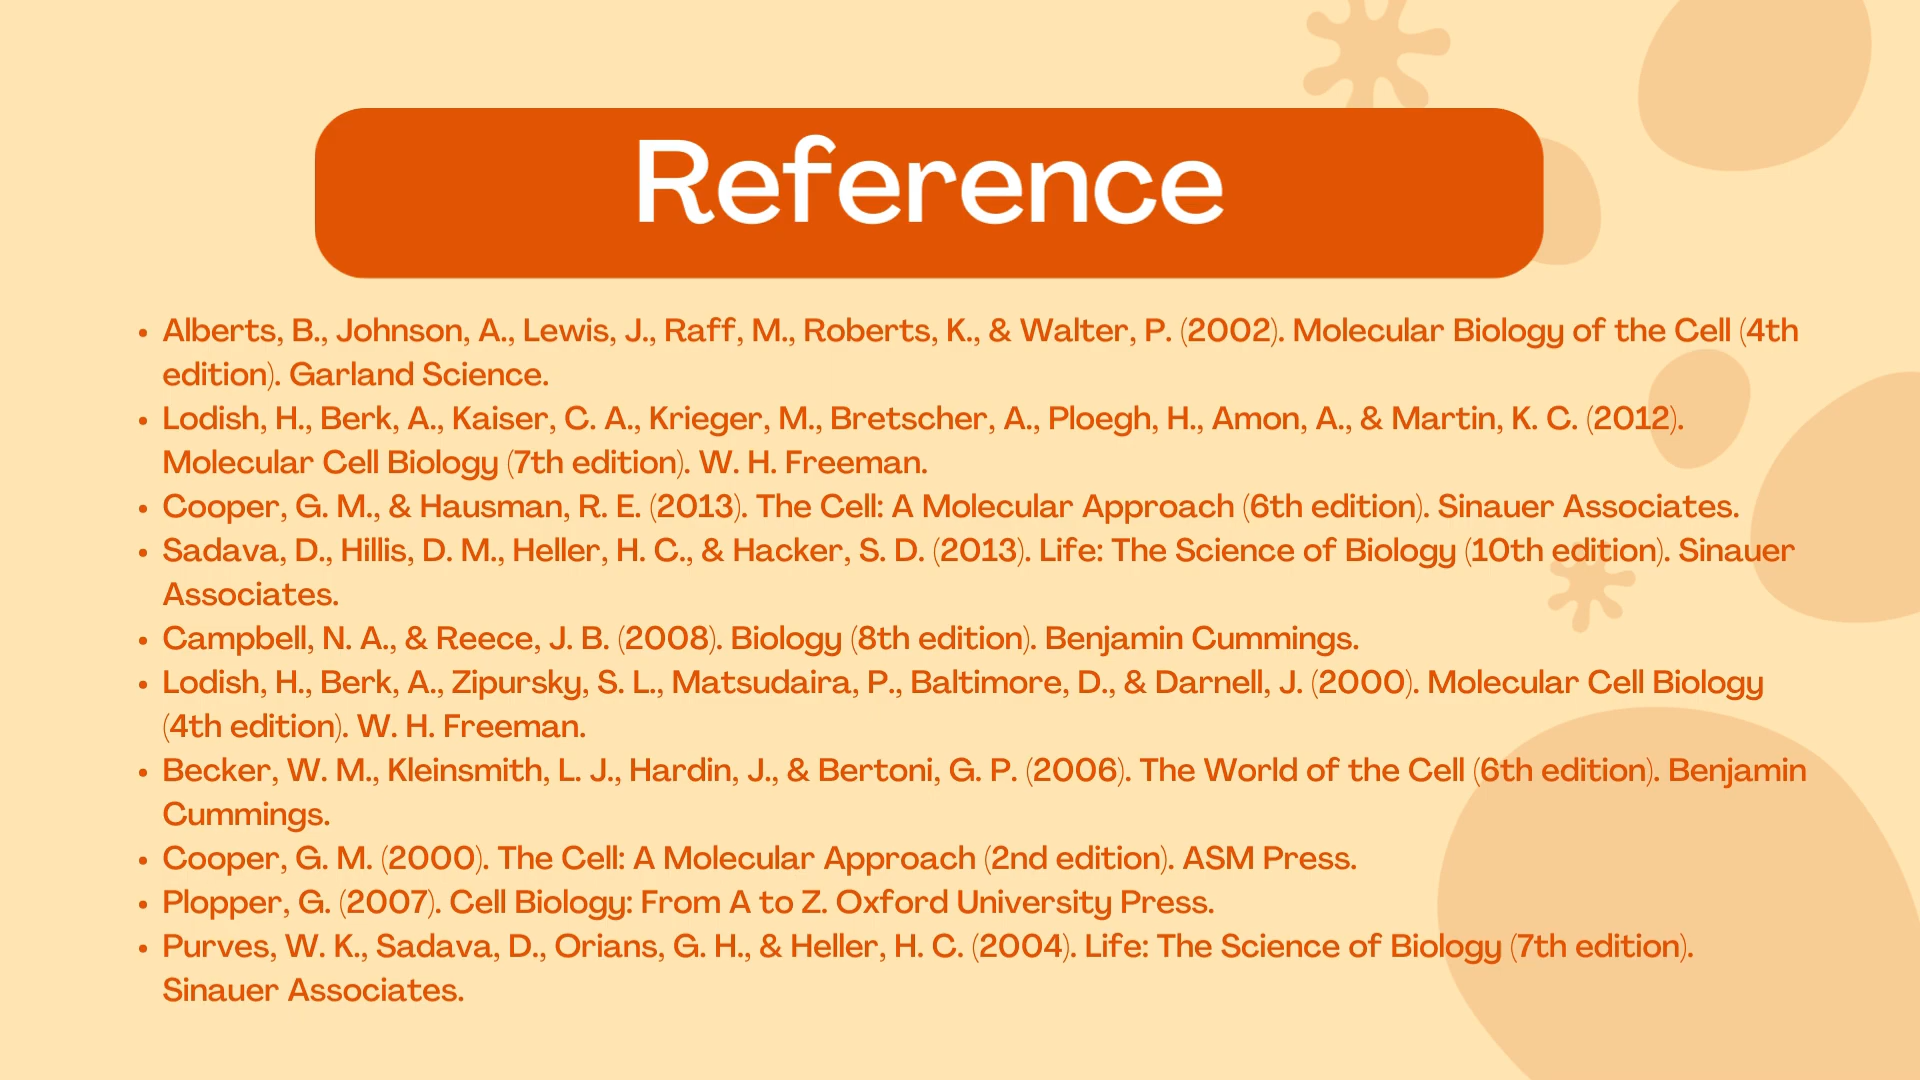 Reference
• Alberts, B., Johnson, A., Lewis, J., Raff, M., Roberts, K., & Walter, P. (2002). Molecular Biology of the Cell (4th
edition). Garland Science.
• Lodish, H., Berk, A., Kaiser, C. A., Krieger, M., Bretscher, A., Ploegh, H., Amon, A., & Martin, K. C. (2012).
Molecular Cell Biology (7th edition). W. H. Freeman.
• Cooper, G. M., & Hausman, R. E. (2013). The Cell: A Molecular Approach (6th edition). Sinauer Associates.
• Sadava, D., Hillis, D. M., Heller, H. C., & Hacker, S. D. (2013). Life: The Science of Biology (10th edition). Sinauer
Associates.
• Campbell, N. A., & Reece, J. B. (2008). Biology (8th edition). Benjamin Cummings.
• Lodish, H., Berk, A., Zipursky, S. L., Matsudaira, P., Baltimore, D., & Darnell, J. (2000). Molecular Cell Biology
(4th edition). W. H. Freeman.
• Becker, W. M., Kleinsmith, L. J., Hardin, J., & Bertoni, G. P. (2006). The World of the Cell (6th edition). Benjamin
Cummings.
• Cooper, G. M. (2000). The Cell: A Molecular Approach (2nd edition). ASM Press.
• Plopper, G. (2007). Cell Biology: From A to Z. Oxford University Press.
• Purves, W. K., Sadava, D., Orians, G. H., & Heller, H. C. (2004). Life: The Science of Biology (7th edition).
Sinauer Associates.